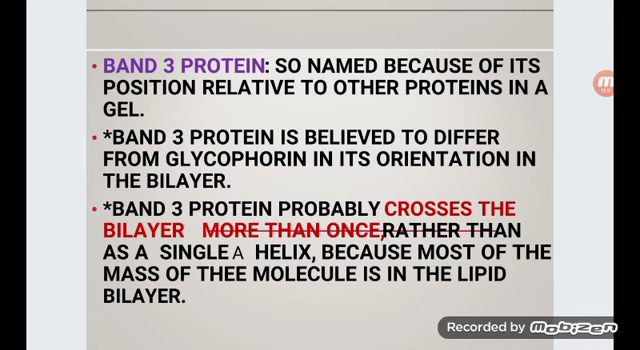 • BAND 3 PROTEIN: SO NAMED BECAUSE OF ITS
POSITION RELATIVE TO OTHER PROTEINS IN A
GEL.
• *BAND 3 PROTEIN IS BELIEVED TO DIFFER
FROM GLYCOPHORIN IN ITS ORIENTATION IN
THE BILAYER.
• *BAND 3 PROTEIN PROBABLY CROSSES THE
BILAYER MORE THAN ONCE,RATHER THAN
AS A SINGLE A HELIX, BECAUSE MOST OF THE
MASS OF THEE MOLECULE IS IN THE LIPID
BILAYER.
Recorded by mobizen